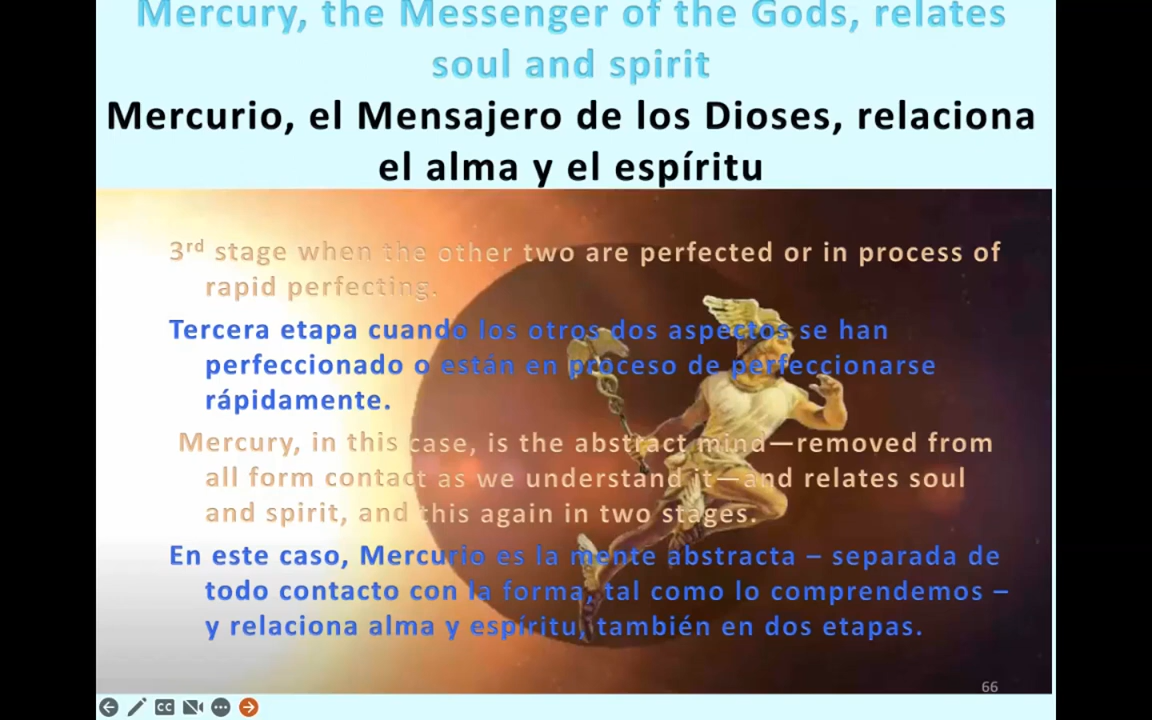 Mercury, the Messenger of the Gods, relates
soul and spirit
Mercurio, el Mensajero de los Dioses, relaciona
el alma y el espíritu
3rd stage when the other two are perfected or in process of
rapid perfecting.
Tercera etapa cuando los otros dos aspectos se han
perfeccionado o están en proceso de perfeccionarse
rápidamente.
Mercury, in this case, is the abstract mind—removed from
all form contact as we understand it—and relates soul
and spirit, and this again in two stages.
En este caso, Mercurio es la mente abstracta – separada de
todo contacto con la forma, tal como lo comprendemos –
y relaciona alma y espíritu, también en dos etapas.
66
CC